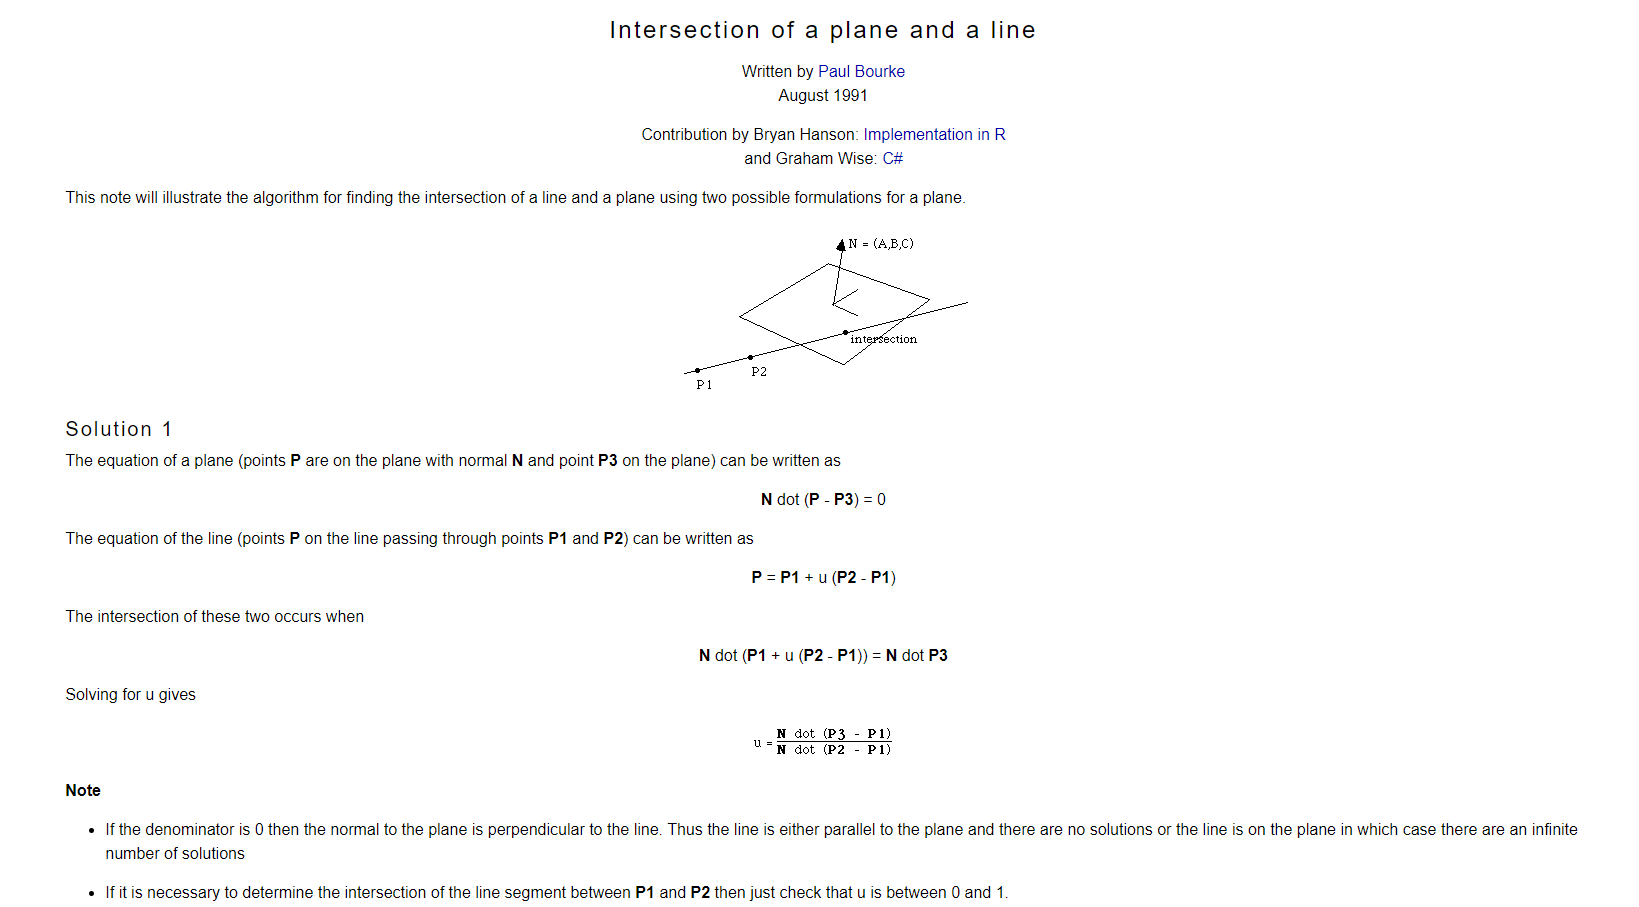 Intersection of a plane and a line
Written by Paul Bourke
August 1991
Contribution by Bryan Hanson: Implementation in R
and Graham Wise: C#
This note will illustrate the algorithm for finding the intersection of a line and a plane using two possible formulations for a plane.
N = (A,B,C)
intersection
P2
P1
Solution 1
The equation of a plane (points P are on the plane with normal N and point P3 on the plane) can be written as
N dot (P - P3) = 0
The equation of the line (points P on the line passing through points P1 and P2) can be written as
P = P1 + u (P2 - P1)
The intersection of these two occurs when
N dot (P1 + u (P2 - P1)) = N dot P3
Solving for u gives
N dot (P3 - P1)
u =
N dot (P2 - P1)
Note
• If the denominator is 0 then the normal to the plane is perpendicular to the line. Thus the line is either parallel to the plane and there are no solutions or the line is on the plane in which case there are an infinite
number of solutions
• If it is necessary to determine the intersection of the line segment between P1 and P2 then just check that u is between 0 and 1.